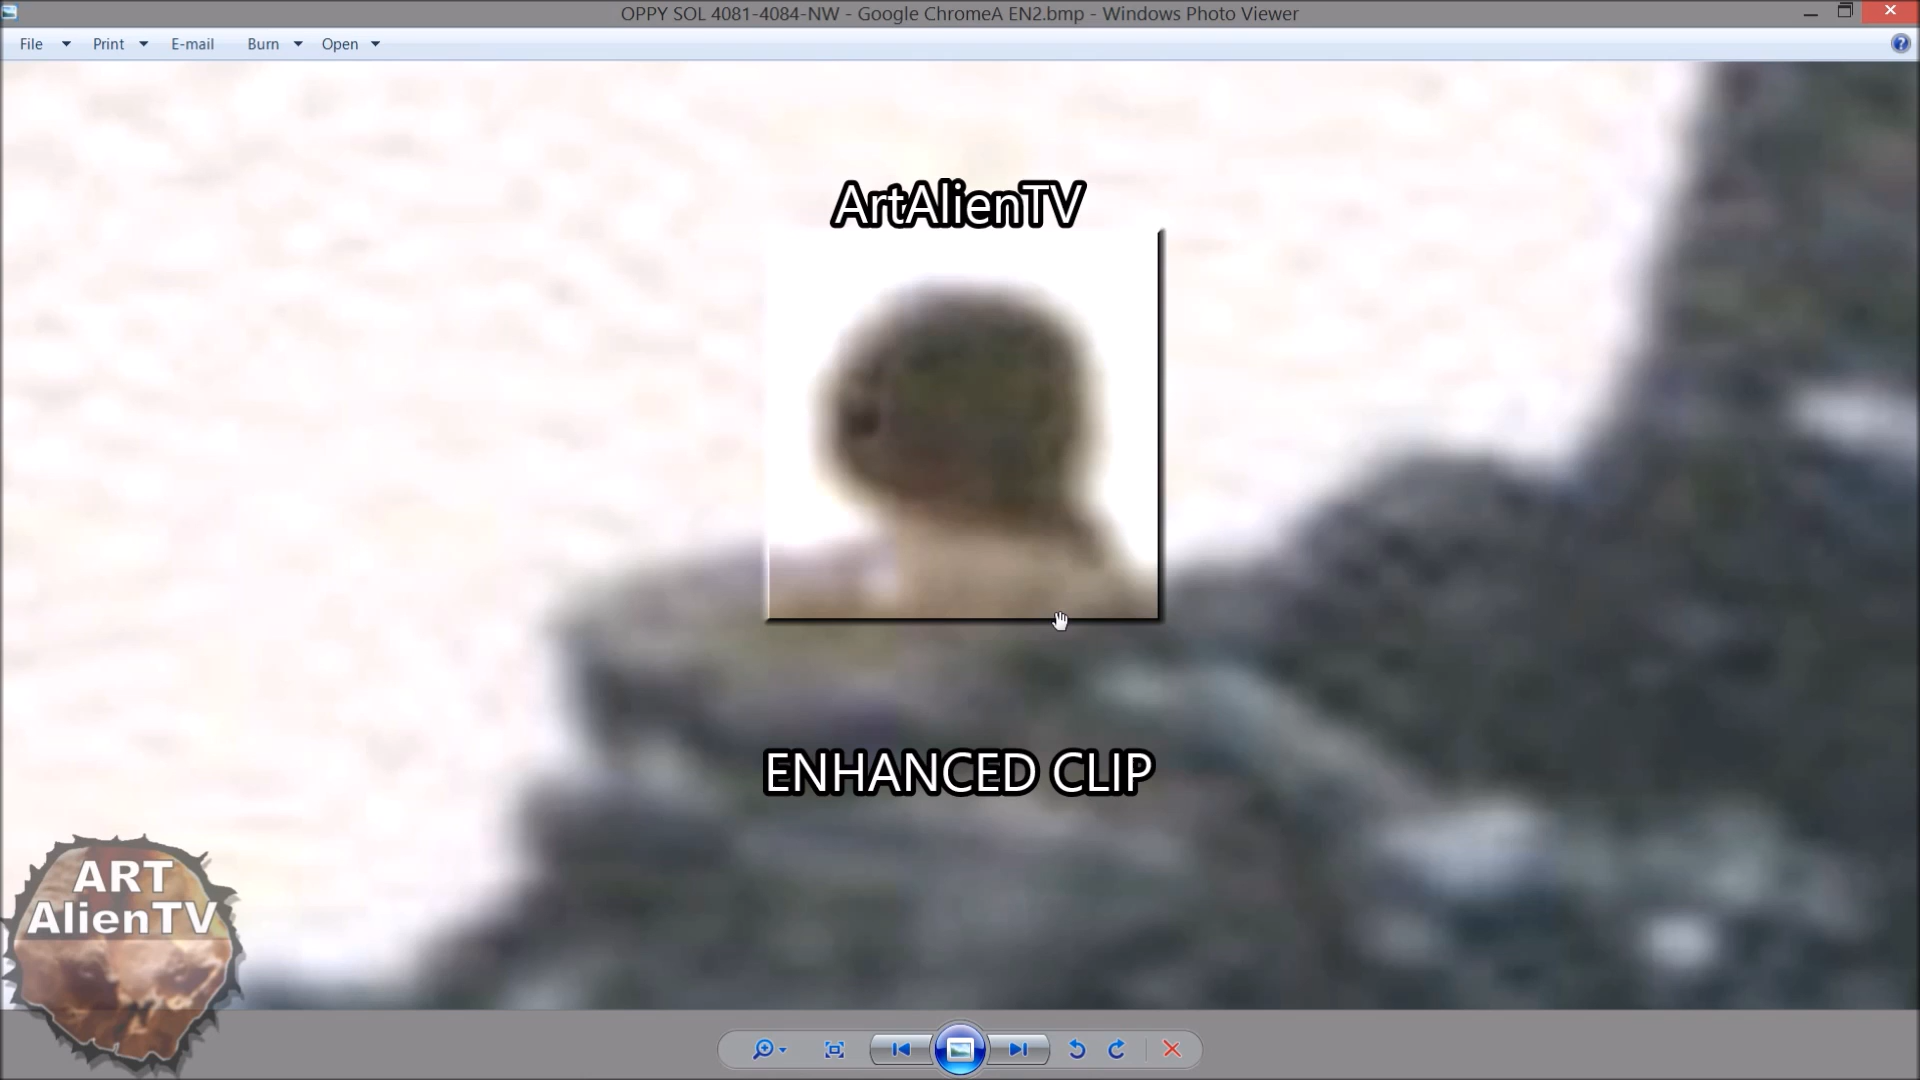 OPPY SOL 4081-4084-NW - Google ChromeA EN2.bmp - Windows Photo Viewer
File Print E-mail Burn Open
ArtAlienTV
ENHANCED CLIP
ART
AlienTV